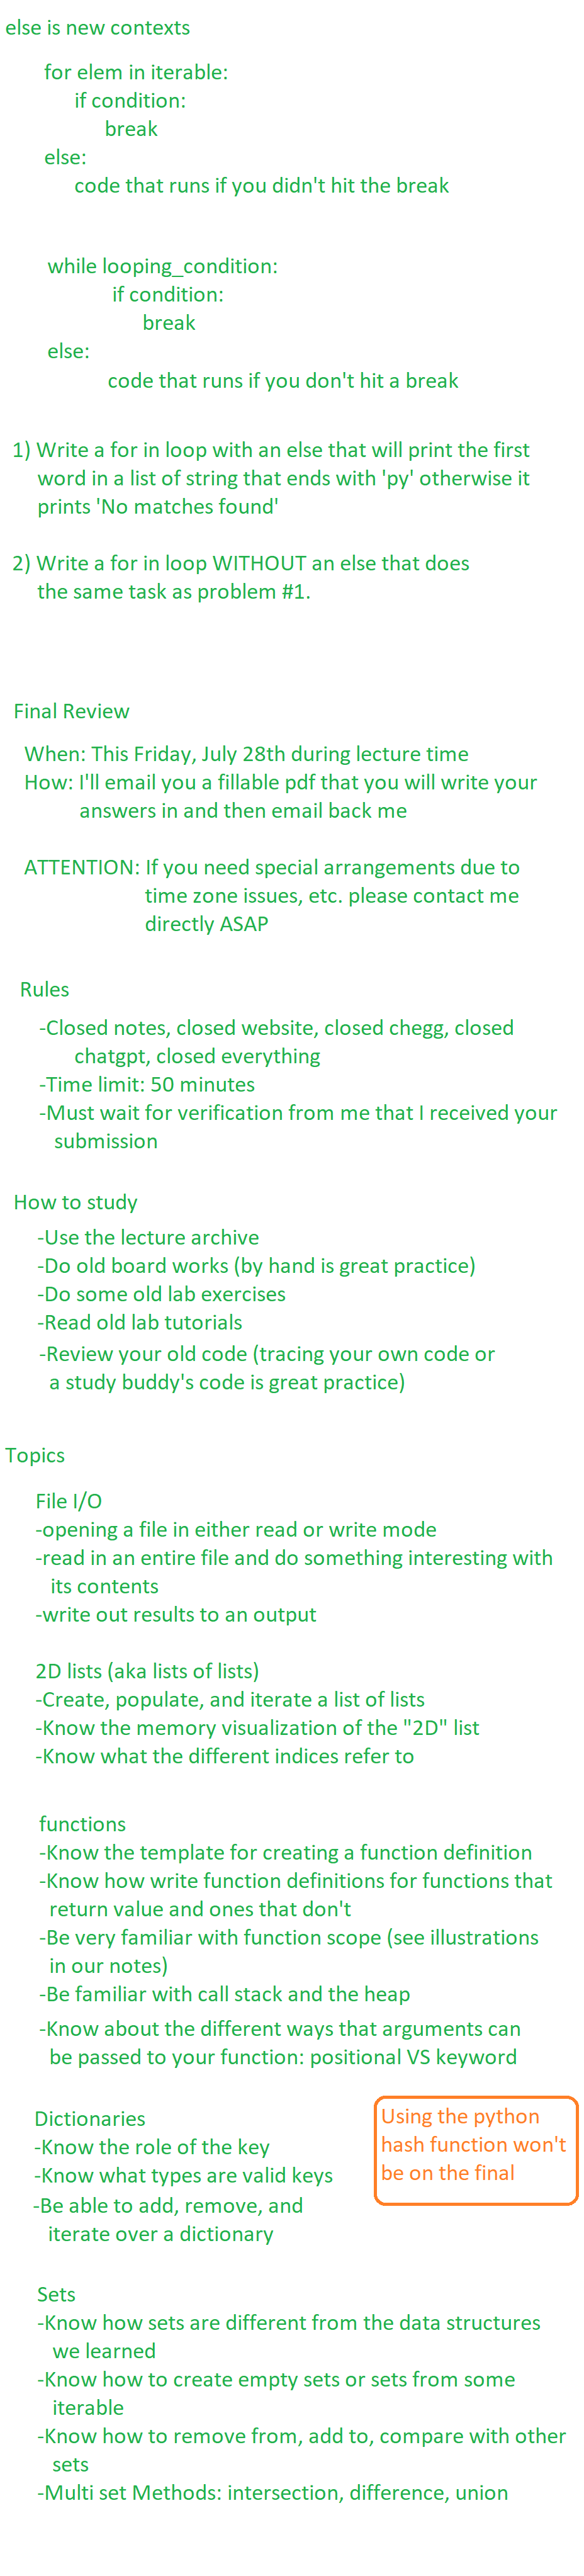 else is new contexts
for elem in iterable:
if condition:
break
else:
code that runs if you didn't hit the break
while looping_condition:
if condition:
break
else:
code that runs if you don't hit a break
1) Write a for in loop with an else that will print the first
word in a list of string that ends with 'py' otherwise it
prints 'No matches found'
2) Write a for in loop WITHOUT an else that does
the same task as problem #1.
Final Review
When: This Friday, July 28th during lecture time
How: I'll email you a fillable pdf that you will write your
answers in and then email back me
ATTENTION: If you need special arrangements due to
time zone issues, etc. please contact me
directly ASAP
Rules
-Closed notes, closed website, closed chegg, closed
chatgpt, closed everything
-Time limit: 50 minutes
-Must wait for verification from me that I received your
submission
How to study
-Use the lecture archive
-Do old board works (by hand is great practice)
-Do some old lab exercises
-Read old lab tutorials
-Review your old code (tracing your own code or
a study buddy's code is great practice)
Topics
File I/O
-opening a file in either read or write mode
-read in an entire file and do something interesting with
its contents
-write out results to an output
2D lists (aka lists of lists)
-Create, populate, and iterate a list of lists
-Know the memory visualization of the "2D" list
-Know what the different indices refer to
functions
-Know the template for creating a function definition
-Know how write function definitions for functions that
return value and ones that don't
-Be very familiar with function scope (see illustrations
in our notes)
-Be familiar with call stack and the heap
-Know about the different ways that arguments can
be passed to your function: positional VS keyword
Dictionaries
-Know the role of the key
-Know what types are valid keys
-Be able to add, remove, and
iterate over a dictionary
Using the python
hash function won't
be on the final
Sets
-Know how sets are different from the data structures
we learned
-Know how to create empty sets or sets from some
iterable
-Know how to remove from, add to, compare with other
sets
-Multi set Methods: intersection, difference, union